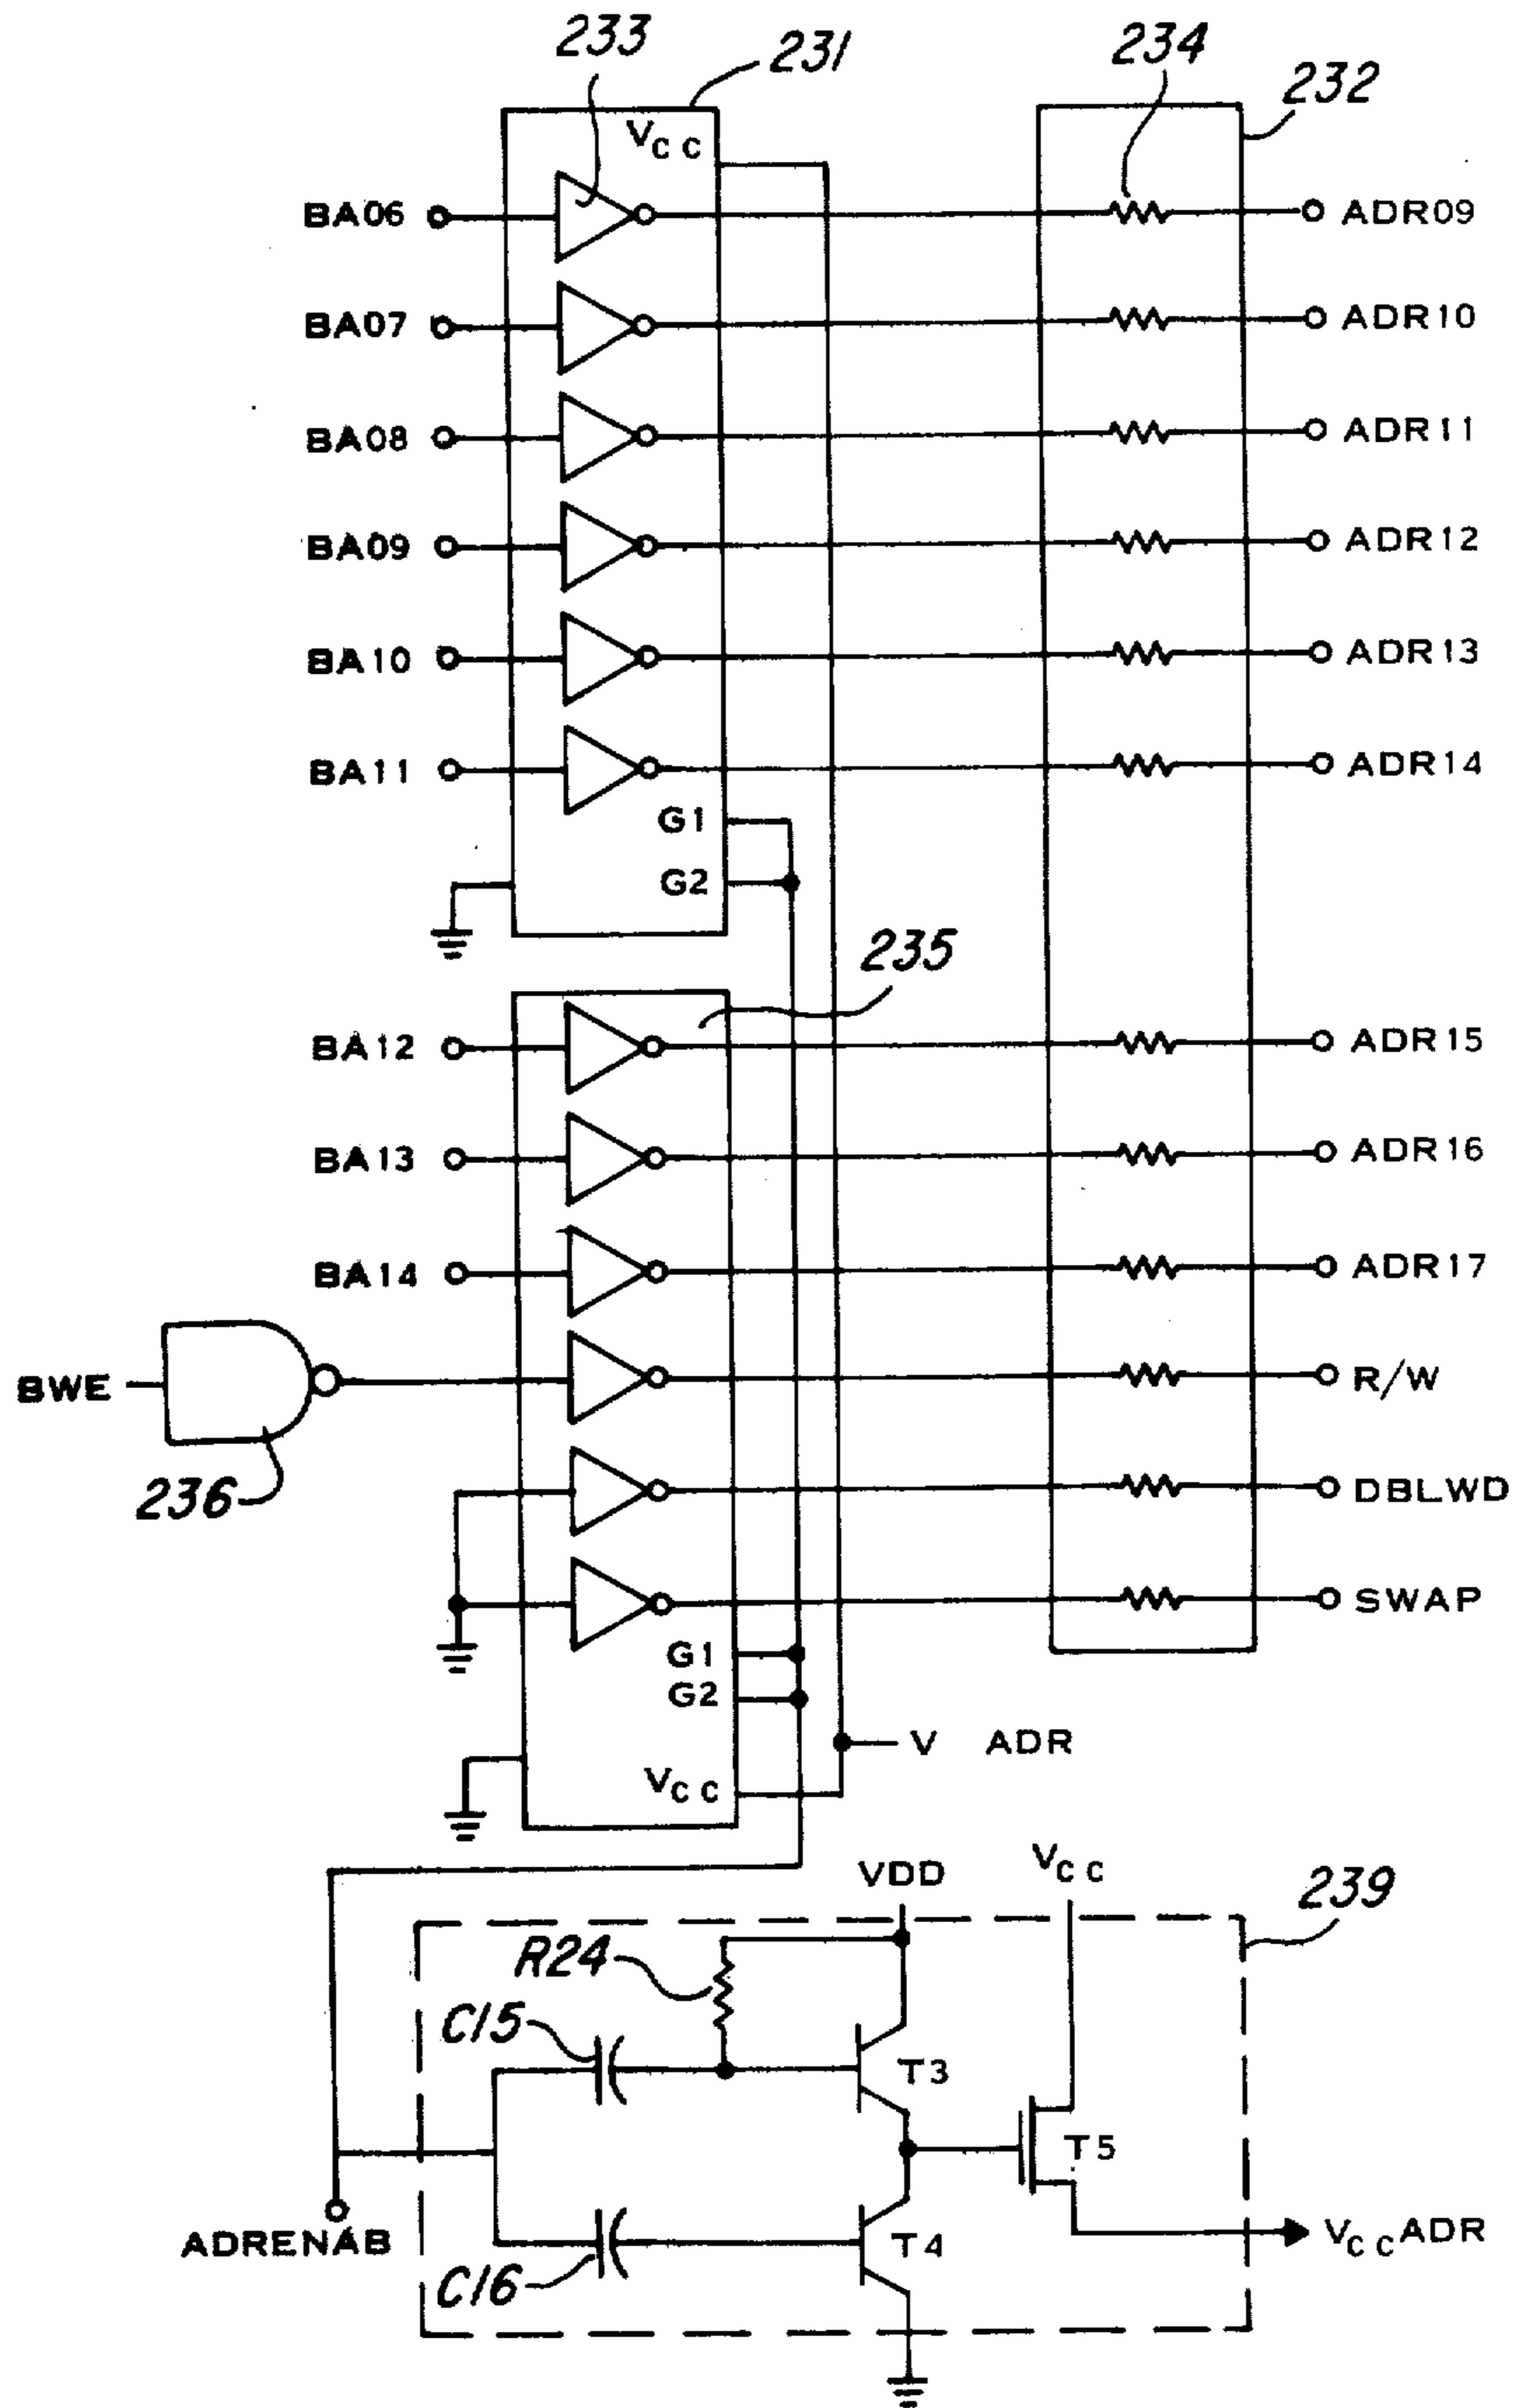 233
231
234
232
VCC
BA06
ADR09
BA07
ADR10
BA08
ADR11
BA09
ADR12
BA10
ADR13
BA11
ADR14
G1
G2
235
BA12
ADR15
BA13
ADR16
BA14
ADR17
BWE
R/W
236
DBLWD
SWAP
G1
G2
V ADR
VCC
VDD
VCC
239
R24
C15
T3
T5
ADRENAB
T4
VCC ADR
C16